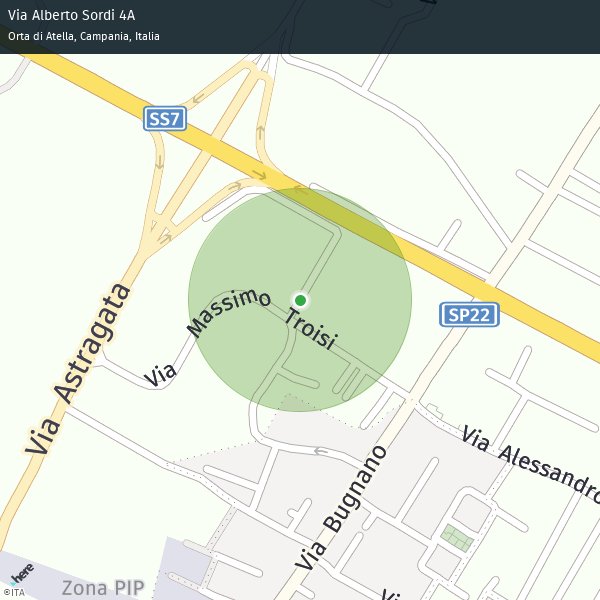 Via Alberto Sordi 4A
Orta di Atella, Campania, Italia
SS7
SP22
Via Massimo Troisi
Via Astragata
Via Alessandro
Via Bugnano
Zona PIP
here
©ITA